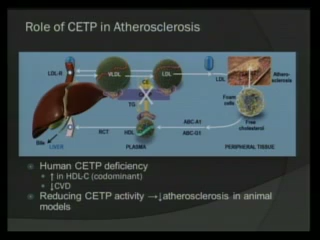 Role of CETP in Atherosclerosis
LDL-R
VLDL
LDL
LDL
Athero-
sclerosis
CE
TG
Foam
cells
Free
cholesterol
ABC-A1
ABC-G1
RCT
HDL
Bile
LIVER
PLASMA
PERIPHERAL TISSUE
Human CETP deficiency
↑ in HDL-C (codominant)
↓CVD
Reducing CETP activity →↓atherosclerosis in animal
models